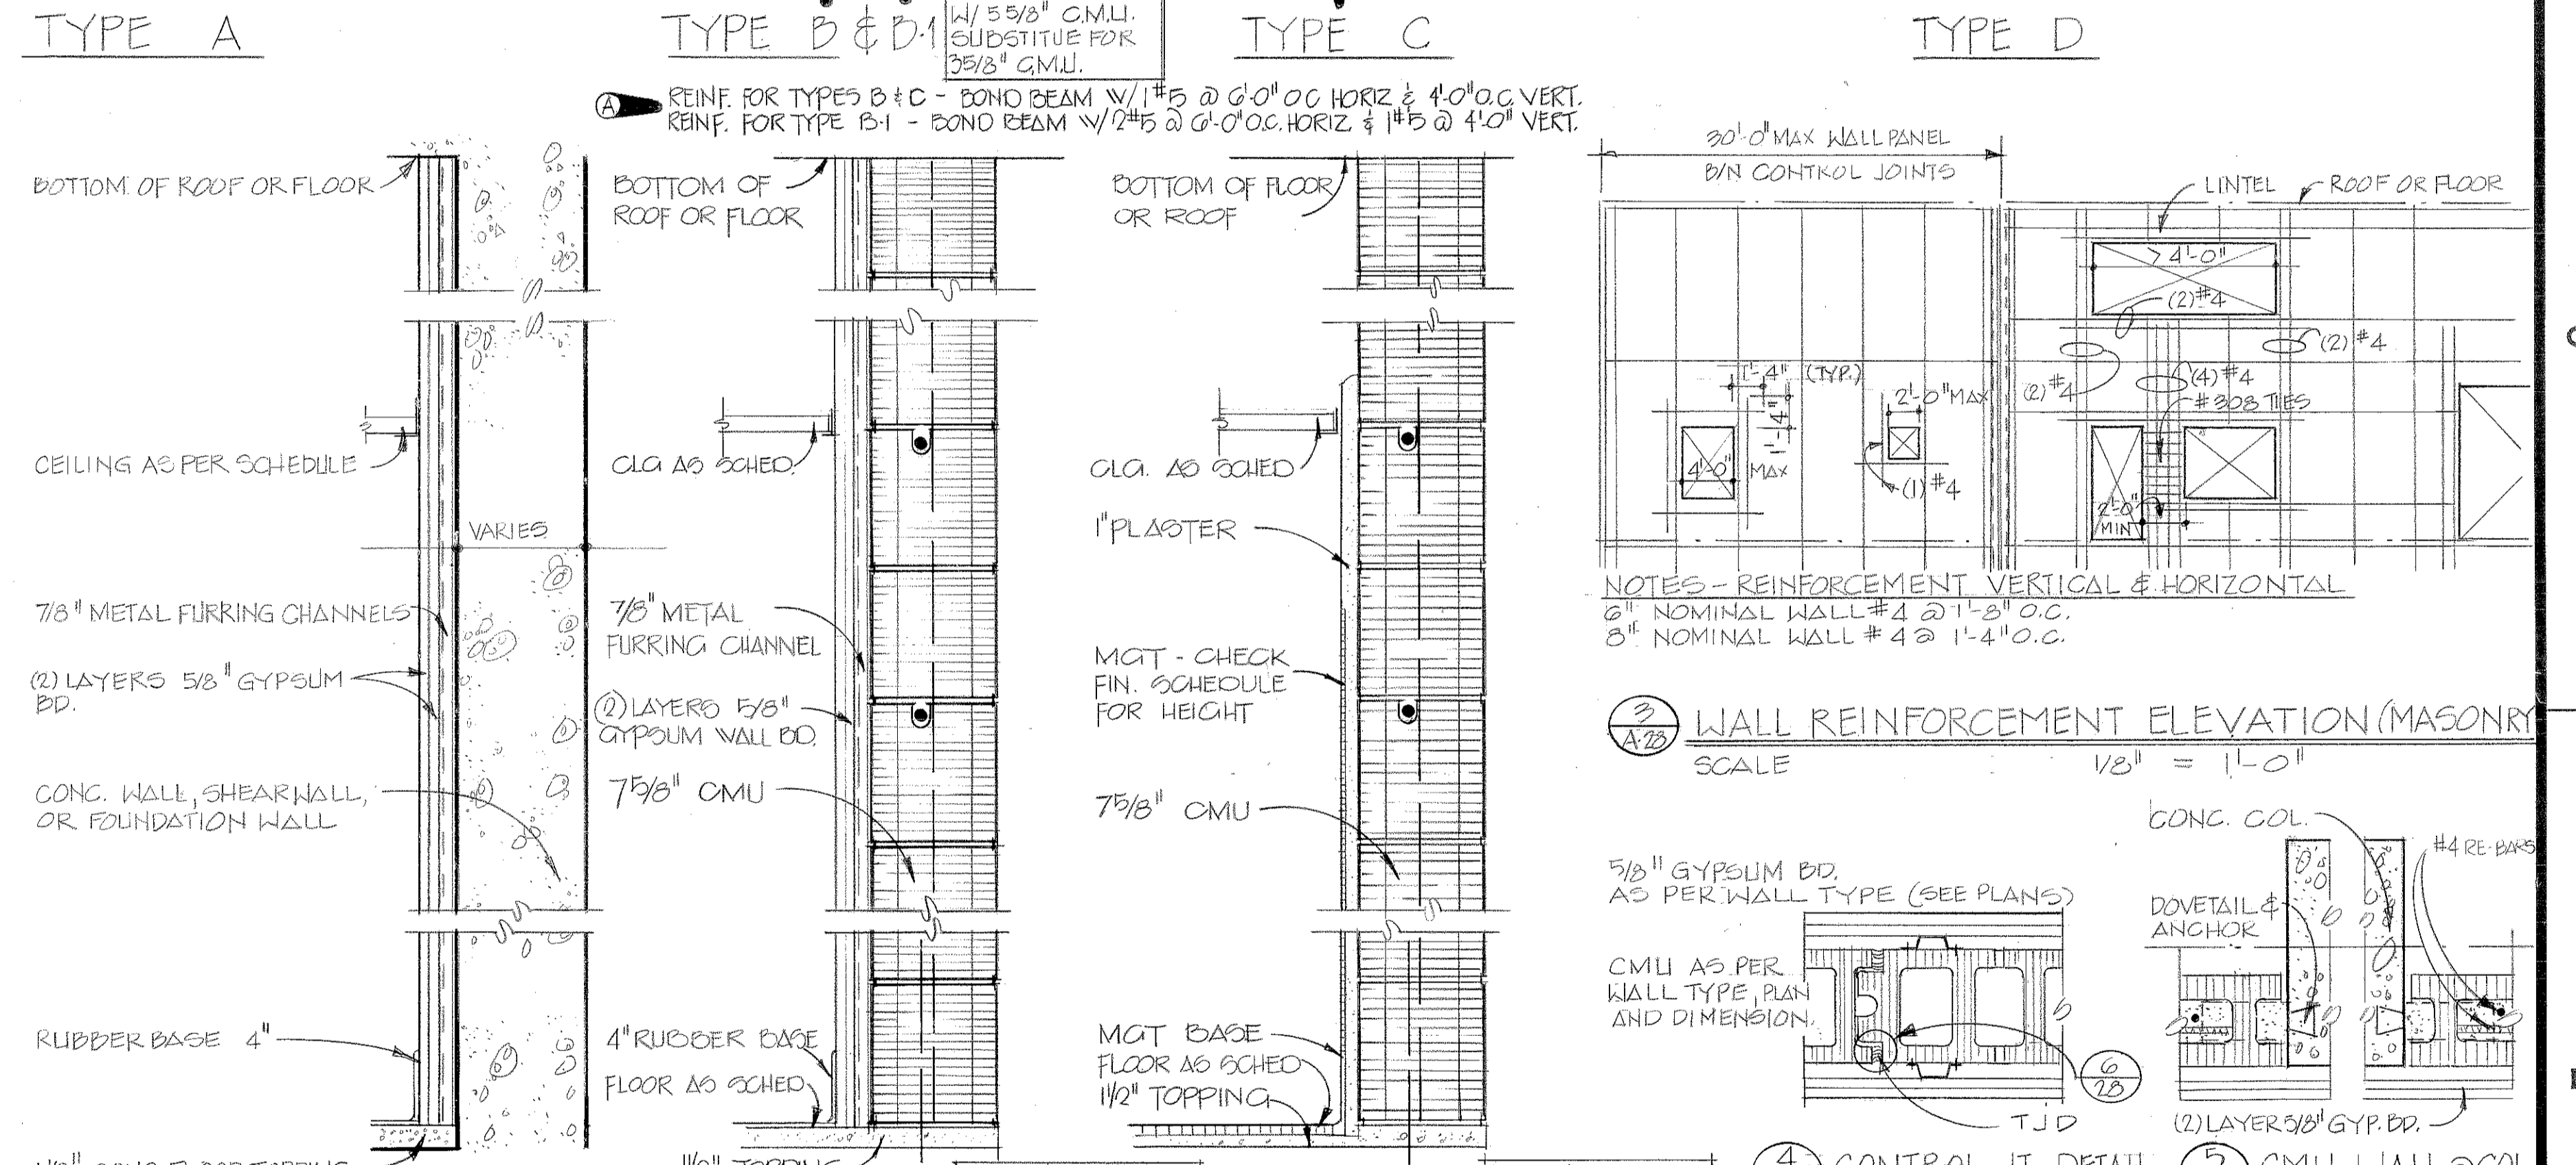 TYPE A
TYPE B & B-1
W/ 5 5/8" C.M.U.
SUBSTITUE FOR
3 5/8" C.M.U.
TYPE C
TYPE D
A
REINF. FOR TYPES B & C - BOND BEAM W/ 1#5 @ 6'-0" OC HORIZ & 4'-0" O.C. VERT.
REINF. FOR TYPE B-1 - BOND BEAM W/ 2#5 @ 6'-0" O.C. HORIZ. & 1#5 @ 4'-0" VERT.
BOTTOM OF ROOF OR FLOOR
CEILING AS PER SCHEDULE
VARIES
7/8" METAL FURRING CHANNELS
(2) LAYERS 5/8" GYPSUM
BD.
CONC. WALL, SHEARWALL,
OR FOUNDATION WALL
RUBBER BASE 4"
BOTTOM OF
ROOF OR FLOOR
CLG AS SCHED.
7/8" METAL
FURRING CHANNEL
(2) LAYERS 5/8"
GYPSUM WALL BD.
7 5/8" CMU
4" RUBBER BASE
FLOOR AS SCHED.
BOTTOM OF FLOOR
OR ROOF
CLG. AS SCHED
1" PLASTER
MGT - CHECK
FIN. SCHEDULE
FOR HEIGHT
7 5/8" CMU
MGT BASE
FLOOR AS SCHED
1 1/2" TOPPING
30'-0" MAX WALL PANEL
B/N CONTROL JOINTS
LINTEL
ROOF OR FLOOR
> 4'-0"
(2) #4
(2) #4
1'-4" (TYP.)
1'-4"
2'-0" MAX
(2) #4
(4) #4
#308 TIES
4'-0"
MAX
(1) #4
2'-0"
MIN
NOTES - REINFORCEMENT VERTICAL & HORIZONTAL
6" NOMINAL WALL #4 @ 1'-8" O.C.
8" NOMINAL WALL #4 @ 1'-4" O.C.
3
A-28
WALL REINFORCEMENT ELEVATION (MASONRY
SCALE 1/8" = 1'-0"
5/8" GYPSUM BD.
AS PER WALL TYPE (SEE PLANS)
CMU AS PER
WALL TYPE, PLAN
AND DIMENSION.
6
28
TJD
CONC. COL.
#4 RE-BARS
DOVETAIL &
ANCHOR
(2) LAYER 5/8" GYP. BD.
4
CONTROL JT. DETAIL
5